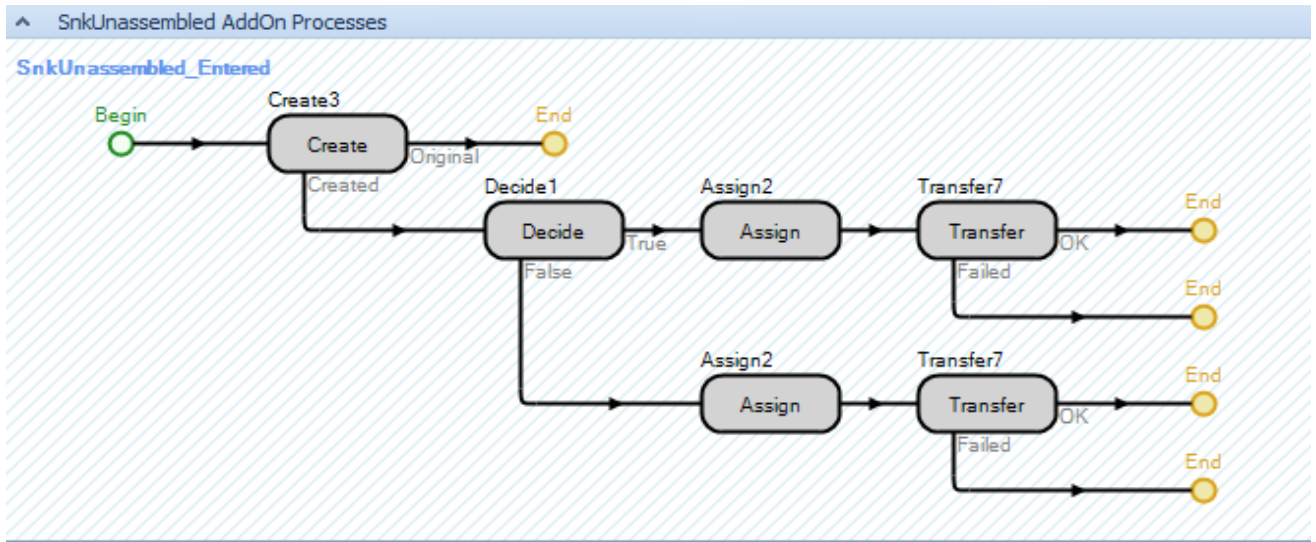 SnkUnassembled AddOn Processes
SnkUnassembled_Entered
Create3
Begin
End
Create
Original
Created
Decide1
Assign2
Transfer7
End
Decide
Assign
Transfer
True
OK
False
Failed
End
Assign2
Transfer7
End
Assign
Transfer
OK
Failed
End